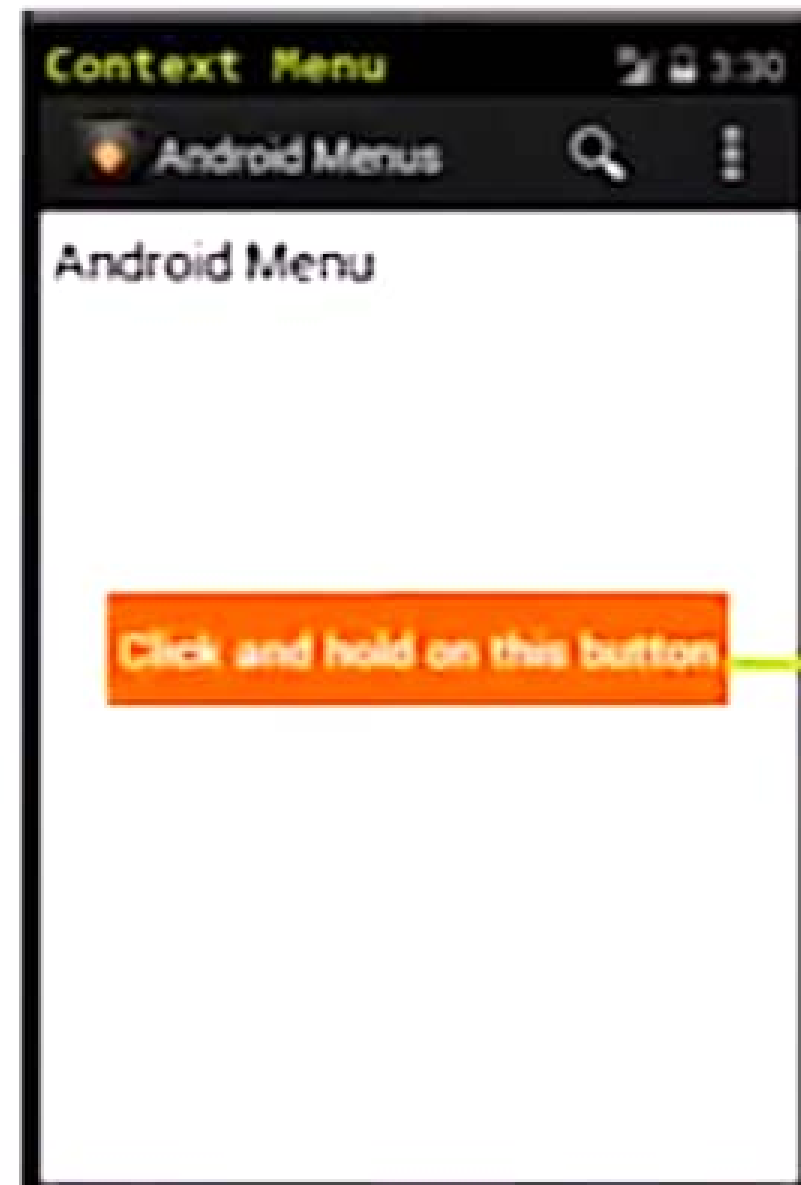 Context Menu 3:30
Android Menus
Android Menu
Click and hold on this button